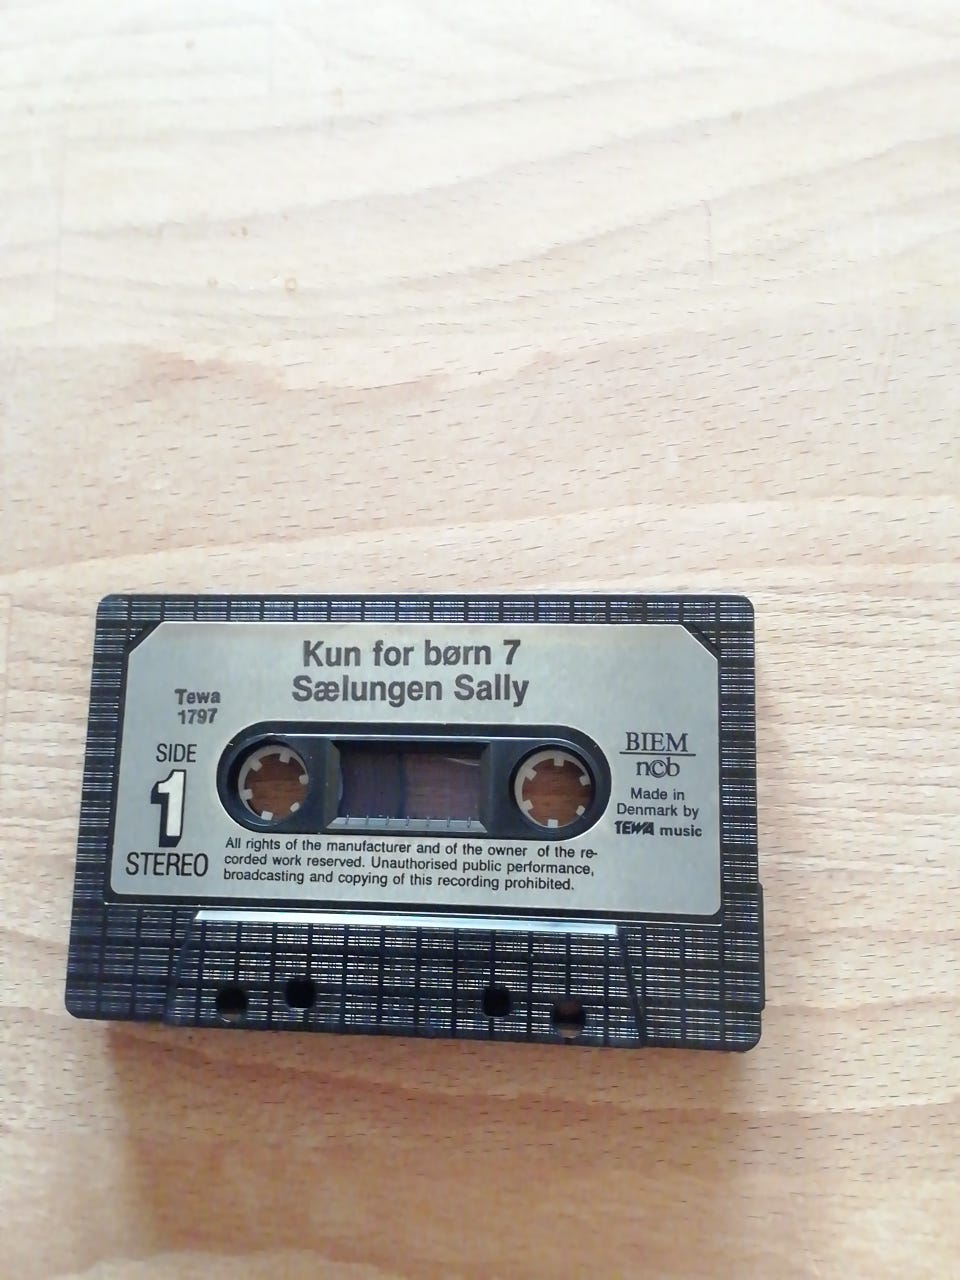 Kun for børn 7
Sælungen Sally
Tewa
1797
SIDE
1
STEREO
BIEM
n©b
Made in
Denmark by
TEWA music
All rights of the manufacturer and of the owner of the re-
corded work reserved. Unauthorised public performance,
broadcasting and copying of this recording prohibited.